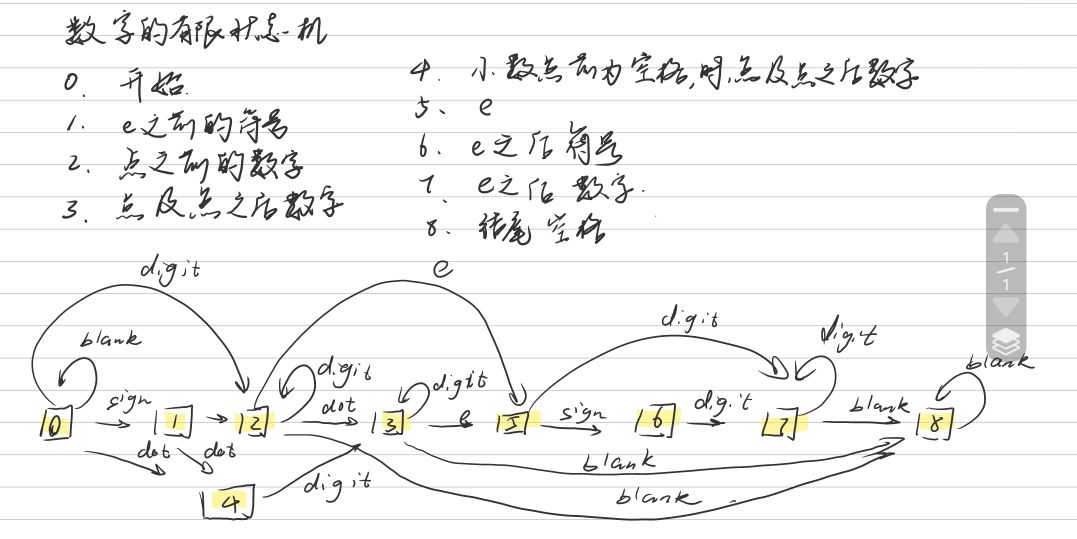 数字的有限状态机
0. 开始.
1. e之前的符号
2. 点之前的数字
3. 点及点之后数字
4. 小数点前为空格,时,点及点之后数字
5、 e
6、 e之后符号
7、 e之后数字.
8、 结尾空格
1/1
digit
e
blank
digit
digit
digit
digit
blank
blank
0
sign
1
2
dot
3
e
5
sign
6
digit
7
blank
8
dot
dot
4
digit
blank
blank